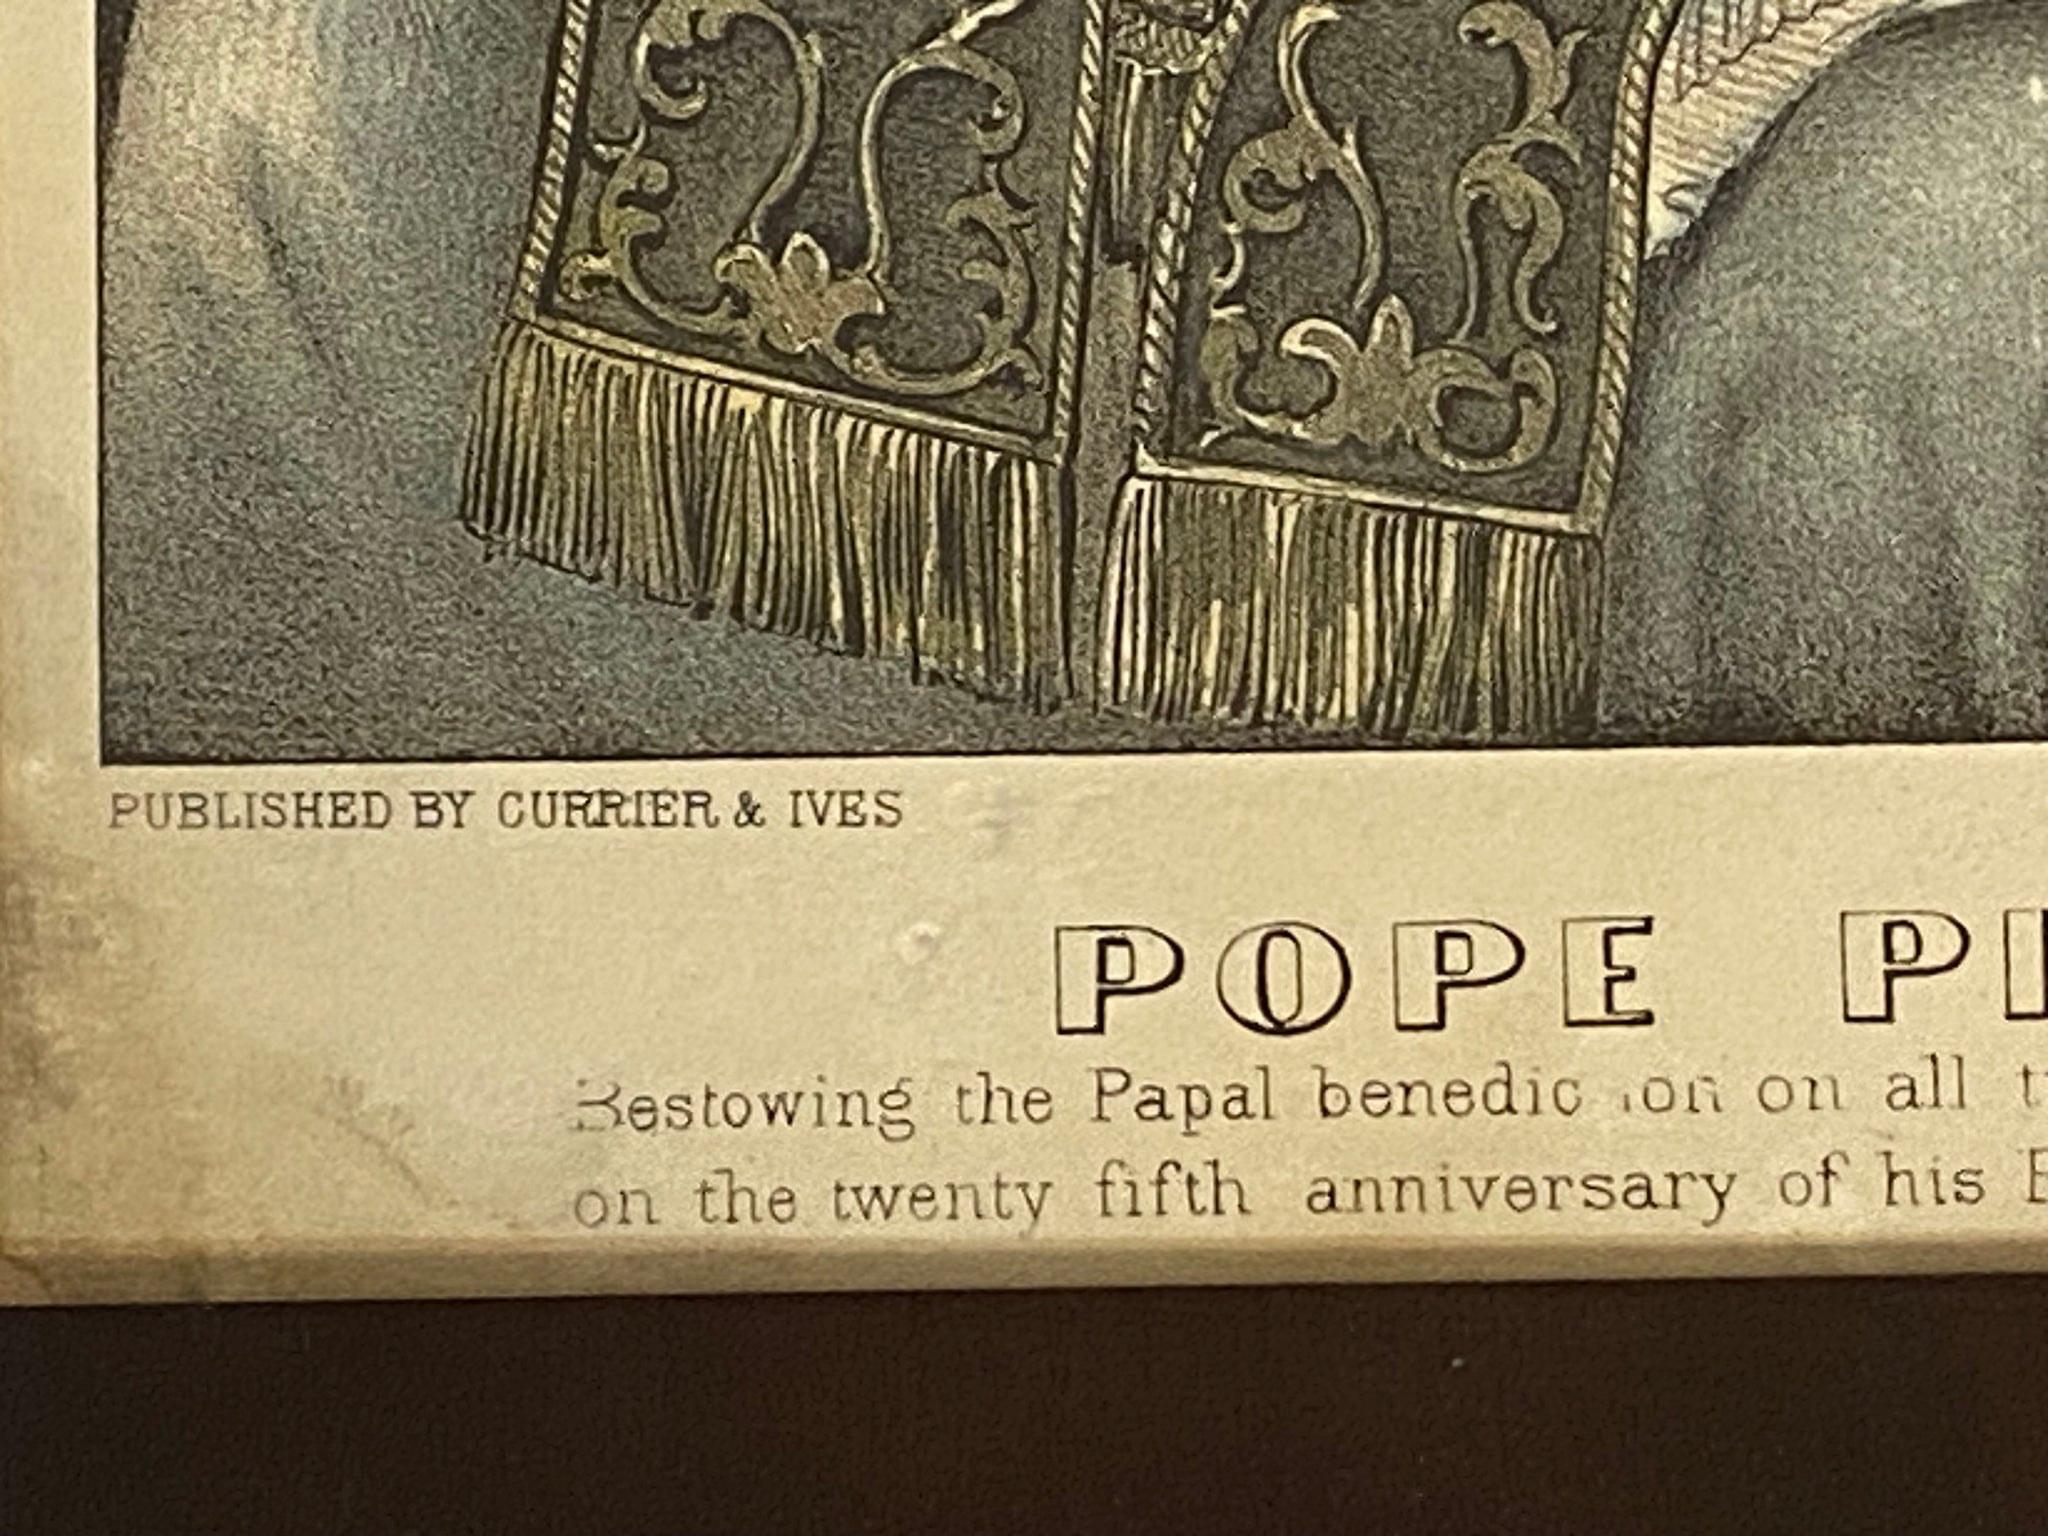 PUBLISHED BY CURRIER & IVES
POPE PI
Bestowing the Papal benedic ion on all t
on the twenty fifth anniversary of his E